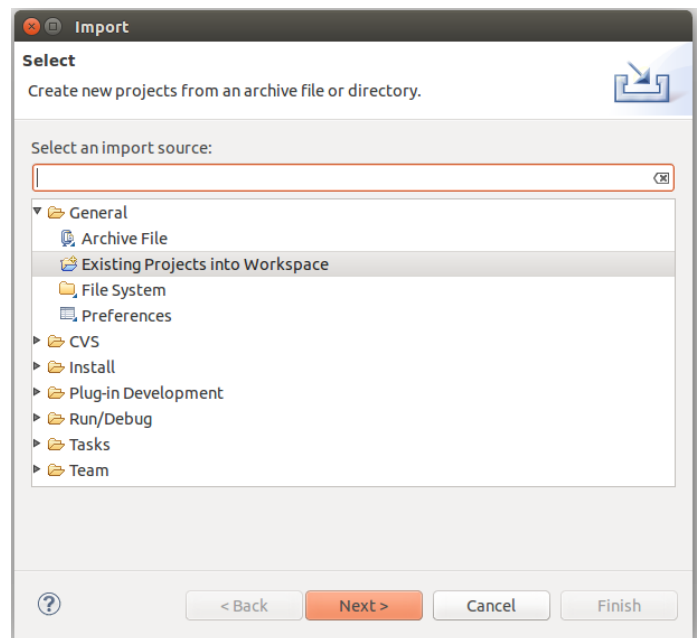 Import
Select
Create new projects from an archive file or directory.
Select an import source:
General
Archive File
Existing Projects into Workspace
File System
Preferences
CVS
Install
Plug-in Development
Run/Debug
Tasks
Team
? < Back Next > Cancel Finish